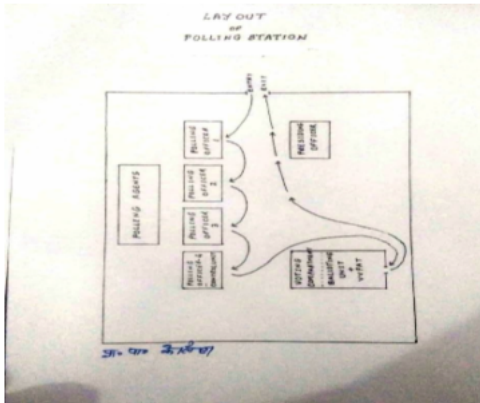 LAY OUT
OF
POLLING STATION
ENTRY
EXIT
POLLING
OFFICER
1
PRESIDING
OFFICER
POLLING AGENTS
POLLING
OFFICER
2
POLLING
OFFICER
3
POLLING
VOTING
COMPARTMENT
BALLOTING
UNIT
+
VVPAT